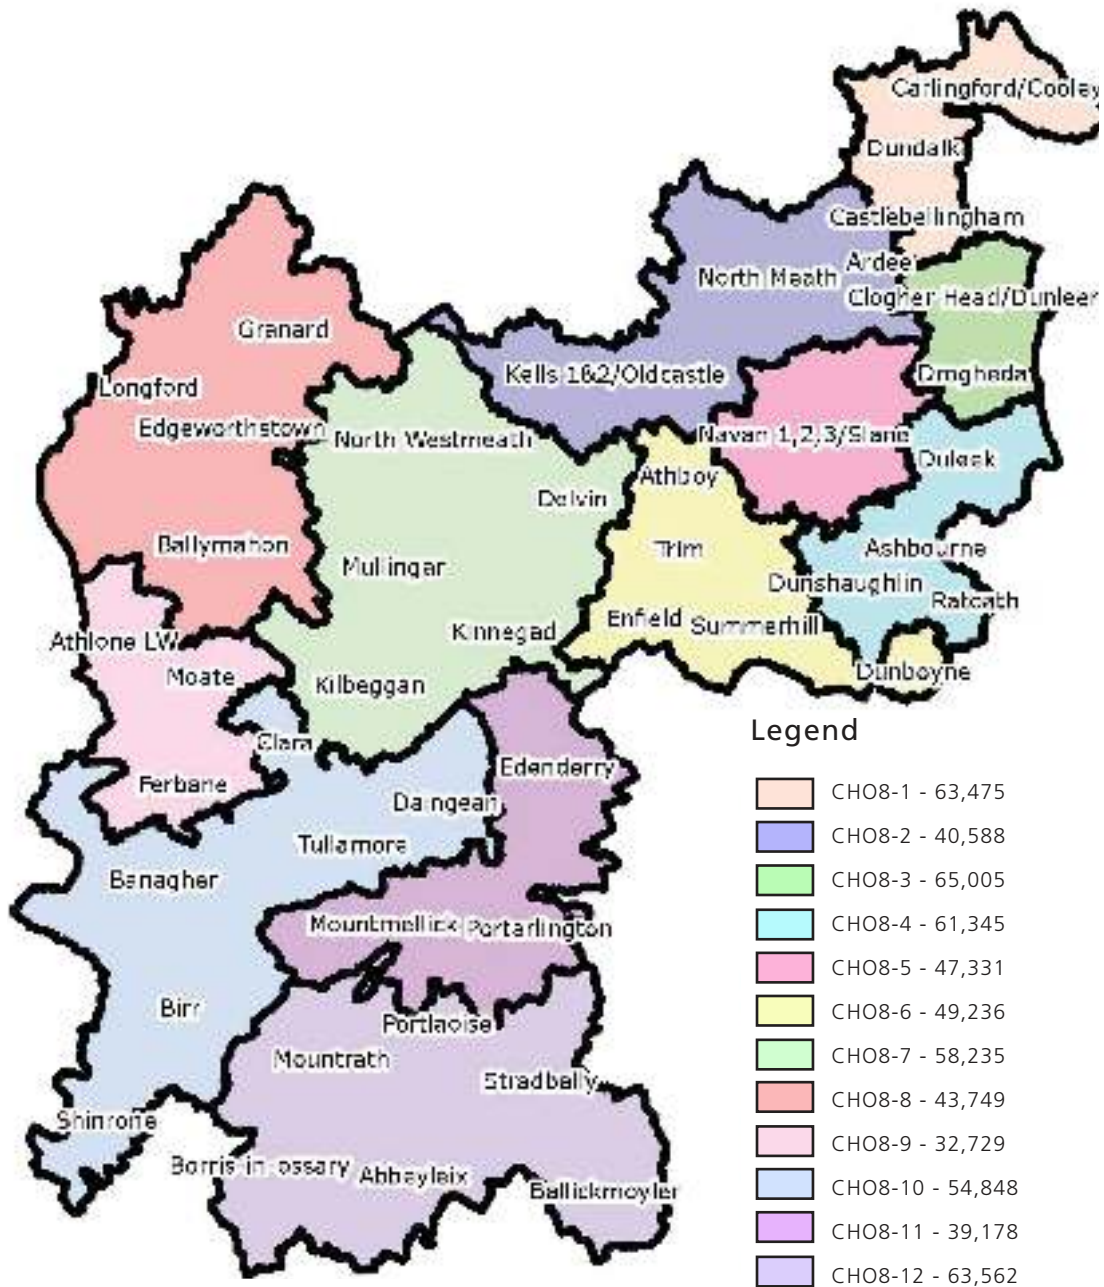 Carlingford/Cooley
Dundalk
Castlebellingham
Ardee
North Meath
Clogher Head/Dunleer
Granard
Kells 1&2/Oldcastle
Drogheda
Longford
Edgeworthstown
North Westmeath
Navan 1,2,3/Slane
Duleek
Athboy
Delvin
Ballymahon
Trim
Ashbourne
Mullingar
Dunshaughlin
Ratoath
Enfield
Summerhill
Kinnegad
Athlone LW
Moate
Kilbeggan
Dunboyne
Clara
Edenderry
Ferbane
Daingean
Tullamore
Banagher
Mountmellick
Portarlington
Birr
Portlaoise
Mountrath
Stradbally
Shinrone
Borris-in-ossary
Abbeyleix
Ballickmoyler
Legend
CHO8-1 - 63,475
CHO8-2 - 40,588
CHO8-3 - 65,005
CHO8-4 - 61,345
CHO8-5 - 47,331
CHO8-6 - 49,236
CHO8-7 - 58,235
CHO8-8 - 43,749
CHO8-9 - 32,729
CHO8-10 - 54,848
CHO8-11 - 39,178
CHO8-12 - 63,562